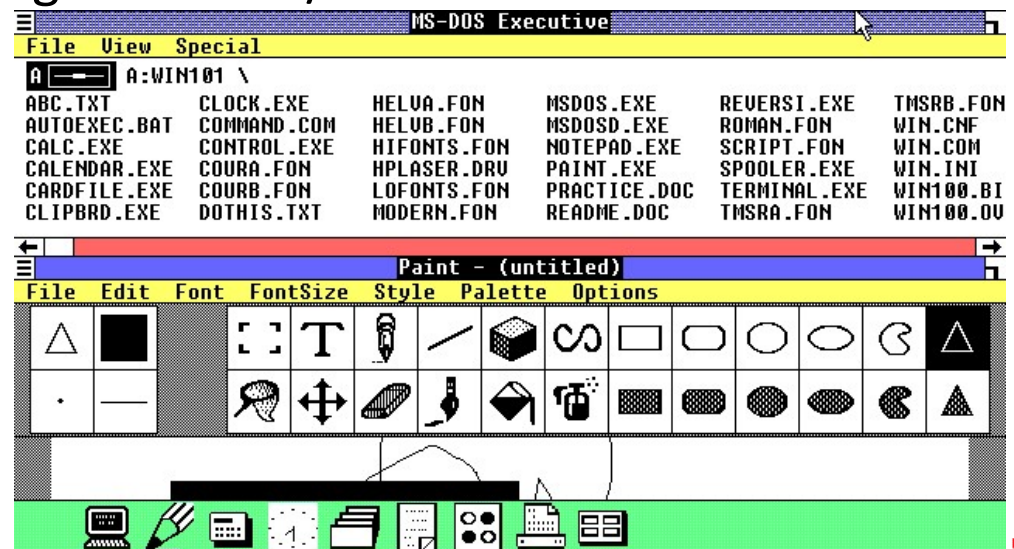 MS-DOS Executive
File View Special
A A:WIN101 \
ABC.TXT CLOCK.EXE HELVA.FON MSDOS.EXE REVERSI.EXE TMSRB.FON
AUTOEXEC.BAT COMMAND.COM HELVB.FON MSDOSD.EXE ROMAN.FON WIN.CNF
CALC.EXE CONTROL.EXE HIFONTS.FON NOTEPAD.EXE SCRIPT.FON WIN.COM
CALENDAR.EXE COURA.FON HPLASER.DRV PAINT.EXE SPOOLER.EXE WIN.INI
CARDFILE.EXE COURB.FON LOFONTS.FON PRACTICE.DOC TERMINAL.EXE WIN100.BI
CLIPBRD.EXE DOTHIS.TXT MODERN.FON README.DOC TMSRA.FON WIN100.OV
Paint - (untitled)
File Edit Font FontSize Style Palette Options
T